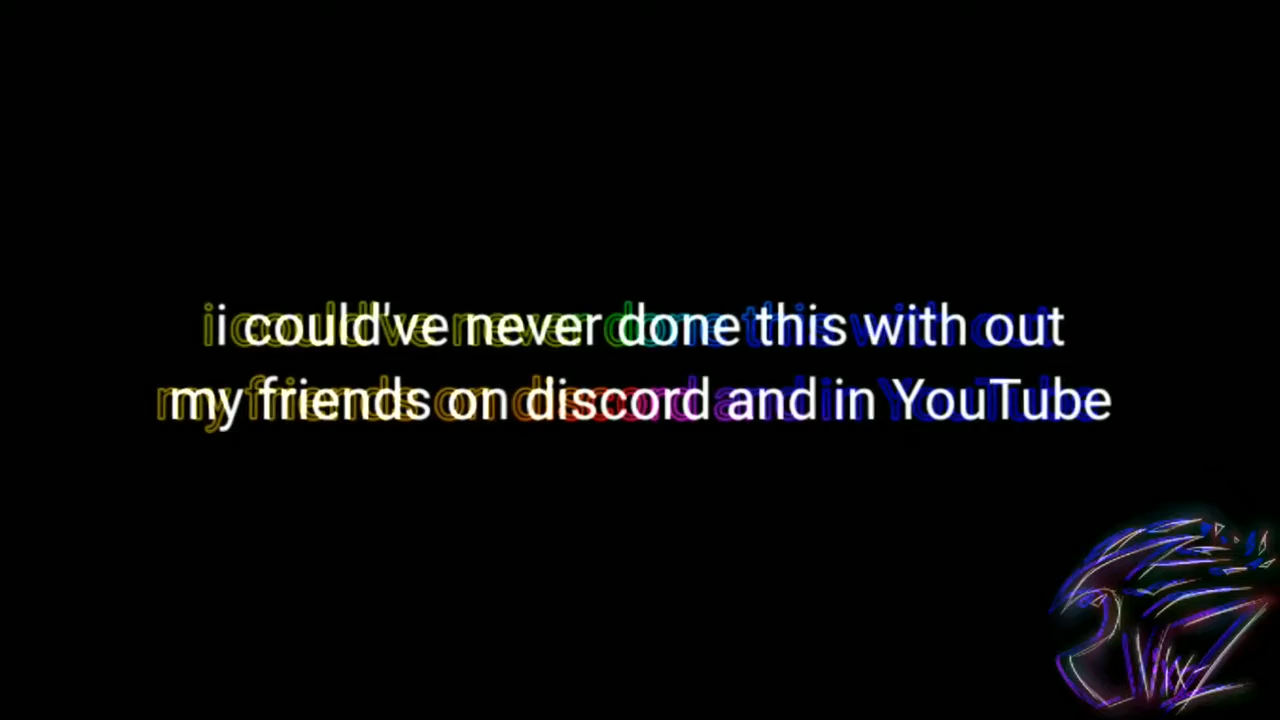 i could've never done this with out
my friends on discord and in YouTube